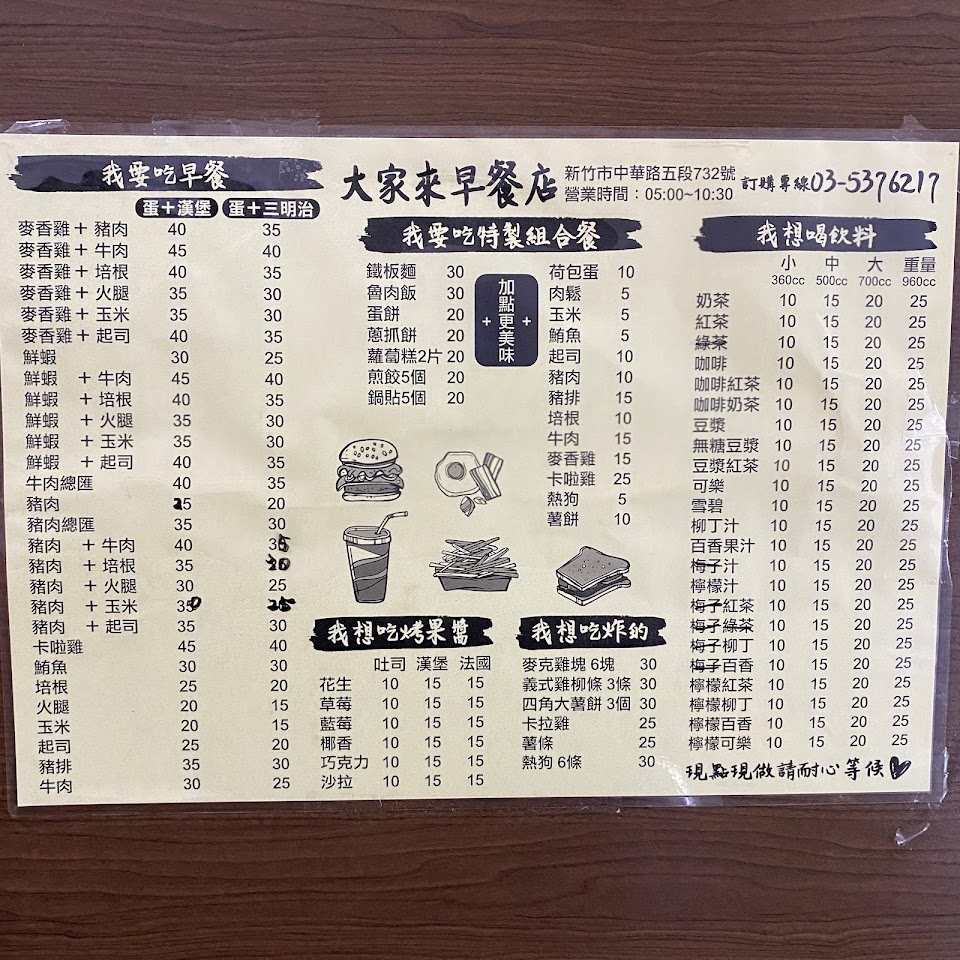 我要吃早餐
蛋＋漢堡 蛋＋三明治
麥香雞＋豬肉 40 35
麥香雞＋牛肉 45 40
麥香雞＋培根 40 35
麥香雞＋火腿 35 30
麥香雞＋玉米 35 30
麥香雞＋起司 40 35
鮮蝦 30 25
鮮蝦 ＋牛肉 45 40
鮮蝦 ＋培根 40 35
鮮蝦 ＋火腿 35 30
鮮蝦 ＋玉米 35 30
鮮蝦 ＋起司 40 35
牛肉總匯 40 35
豬肉 25 20
豬肉總匯 35 30
豬肉 ＋牛肉 40 35
豬肉 ＋培根 35 30
豬肉 ＋火腿 30 25
豬肉 ＋玉米 30 25
豬肉 ＋起司 35 30
卡啦雞 45 40
鮪魚 30 30
培根 25 20
火腿 20 15
玉米 20 15
起司 25 20
豬排 35 30
牛肉 30 25
大家來早餐店
新竹市中華路五段732號
營業時間：05:00~10:30
訂購專線03-5376217
我要吃特製組合餐
鐵板麵 30
魯肉飯 30
蛋餅 20
蔥抓餅 20
蘿蔔糕2片 20
煎餃5個 20
鍋貼5個 20
＋加點更美味＋
荷包蛋 10
肉鬆 5
玉米 5
鮪魚 5
起司 10
豬肉 10
豬排 15
培根 10
牛肉 15
麥香雞 15
卡啦雞 25
熱狗 5
薯餅 10
我想吃烤果醬
吐司 漢堡 法國
花生 10 15 15
草莓 10 15 15
藍莓 10 15 15
椰香 10 15 15
巧克力 10 15 15
沙拉 10 15 15
我想吃炸的
麥克雞塊 6塊 30
義式雞柳條 3條 30
四角大薯餅 3個 30
卡拉雞 25
薯條 25
熱狗 6條 30
我想喝飲料
小 中 大 重量
360cc 500cc 700cc 960cc
奶茶 10 15 20 25
紅茶 10 15 20 25
綠茶 10 15 20 25
咖啡 10 15 20 25
咖啡紅茶 10 15 20 25
咖啡奶茶 10 15 20 25
豆漿 10 15 20 25
無糖豆漿 10 15 20 25
豆漿紅茶 10 15 20 25
可樂 10 15 20 25
雪碧 10 15 20 25
柳丁汁 10 15 20 25
百香果汁 10 15 20 25
梅子汁 10 15 20 25
檸檬汁 10 15 20 25
梅子紅茶 10 15 20 25
梅子綠茶 10 15 20 25
梅子柳丁 10 15 20 25
梅子百香 10 15 20 25
檸檬紅茶 10 15 20 25
檸檬柳丁 10 15 20 25
檸檬百香 10 15 20 25
檸檬可樂 10 15 20 25
現點現做請耐心等候